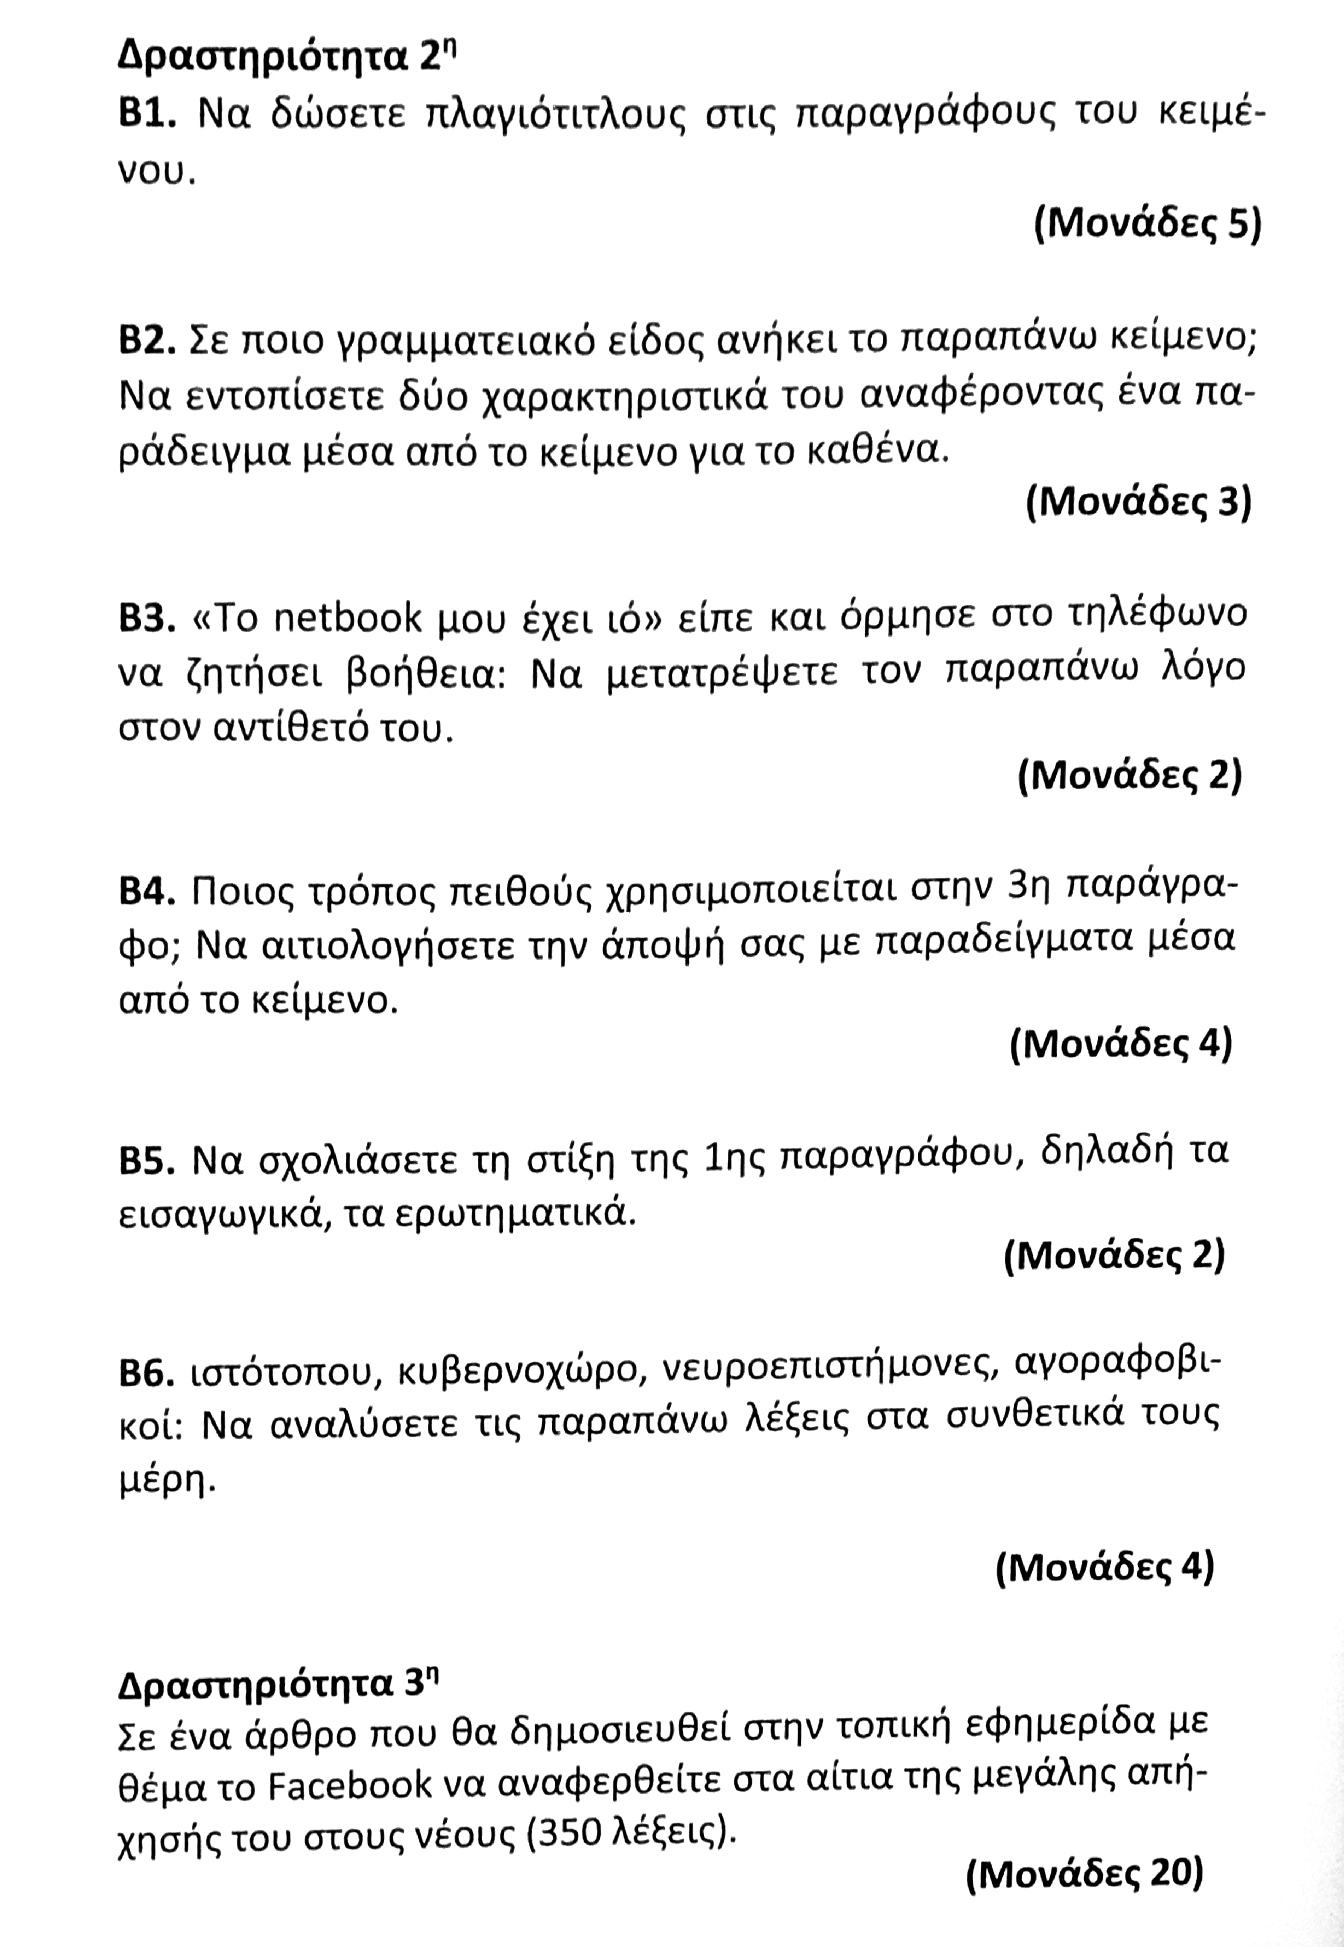 Δραστηριότητα 2η
Β1. Να δώσετε πλαγιότιτλους στις παραγράφους του κειμέ-
νου.
(Μονάδες 5)
Β2. Σε ποιο γραμματειακό είδος ανήκει το παραπάνω κείμενο;
Να εντοπίσετε δύο χαρακτηριστικά του αναφέροντας ένα πα-
ράδειγμα μέσα από το κείμενο για το καθένα.
(Μονάδες 3)
Β3. «Το netbook μου έχει ιό» είπε και όρμησε στο τηλέφωνο
να ζητήσει βοήθεια: Να μετατρέψετε τον παραπάνω λόγο
στον αντίθετό του.
(Μονάδες 2)
Β4. Ποιος τρόπος πειθούς χρησιμοποιείται στην 3η παράγρα-
φο; Να αιτιολογήσετε την άποψή σας με παραδείγματα μέσα
από το κείμενο.
(Μονάδες 4)
Β5. Να σχολιάσετε τη στίξη της 1ης παραγράφου, δηλαδή τα
εισαγωγικά, τα ερωτηματικά.
(Μονάδες 2)
Β6. ιστότοπου, κυβερνοχώρο, νευροεπιστήμονες, αγοραφοβι-
κοί: Να αναλύσετε τις παραπάνω λέξεις στα συνθετικά τους
μέρη.
(Μονάδες 4)
Δραστηριότητα 3η
Σε ένα άρθρο που θα δημοσιευθεί στην τοπική εφημερίδα με
θέμα το Facebook να αναφερθείτε στα αίτια της μεγάλης απή-
χησής του στους νέους (350 λέξεις).
(Μονάδες 20)